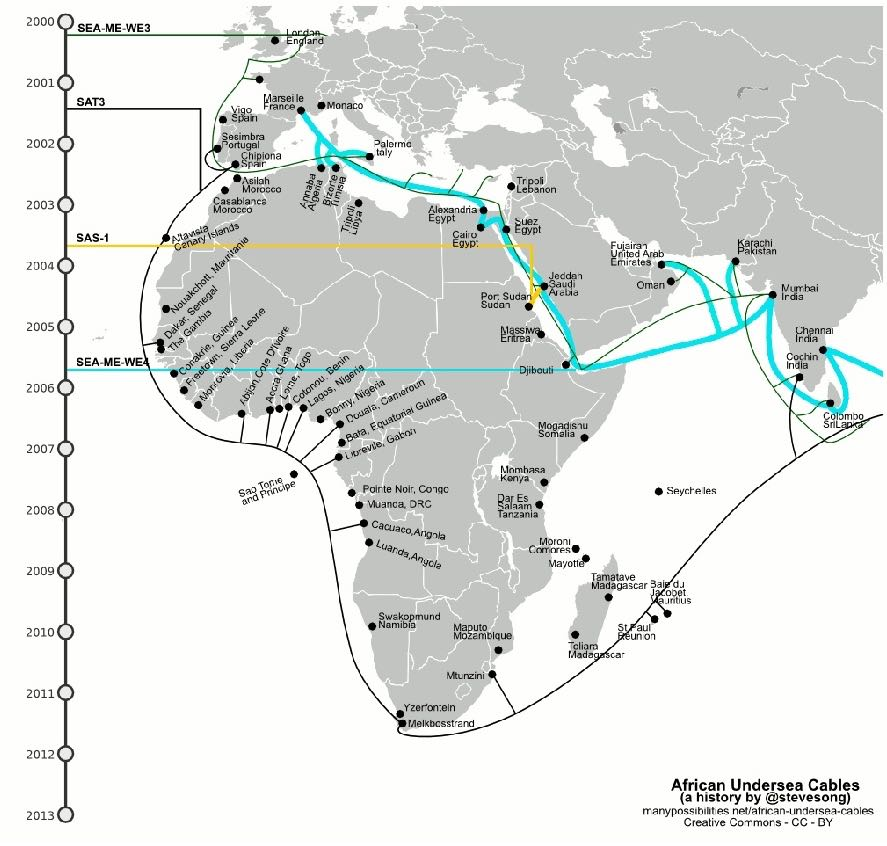 2000
SEA-ME-WE3
2001
SAT3
2002
2003
SAS-1
2004
2005
SEA-ME-WE4
2006
2007
2008
2009
2010
2011
2012
2013
London
England
Marseille
France
Monaco
Vigo
Spain
Sesimbra
Portugal
Chipiona
Spain
Palermo
Italy
Asilah
Morocco
Casablanca
Morocco
Annaba
Algeria
Bizerte
Tunisia
Tripoli
Libya
Tripoli
Lebanon
Alexandria
Egypt
Cairo
Egypt
Suez
Egypt
Altavista
Canary Islands
Fujairah
United Arab
Emirates
Oman
Karachi
Pakistan
Mumbai
India
Chennai
India
Cochin
India
Colombo
SriLanka
Jeddah
Saudi
Arabia
Port Sudan
Sudan
Masswa
Eritrea
Djibouti
Nouakchott, Mauritania
Dakar, Senegal
The Gambia
Conakrie, Guinea
Freetown, Sierra Leone
Monrovia, Liberia
Abijan,Cote D'Ivoire
Accra Ghana
Lome, Togo
Cotonou, Benin
Lagos, Nigeria
Bonny, Nigeria
Douala, Cameroun
Bata, Equatorial Guinea
Librevile, Gabon
Sao Tome
and Principe
Mogadishu
Somalia
Mombasa
Kenya
Dar Es
Salaam
Tanzania
Seychelles
Pointe Noir, Congo
Muanda, DRC
Cacuaco,Angola
Luanda,Angola
Moroni
Comores
Mayotte
Tamatave
Madagascar
Baie du
Jacobet
Mauritius
St Paul
Reunion
Toliara
Madagascar
Swakopmund
Namibia
Maputo
Mozambique
Mtunzini
Yzerfontein
Melkbosstrand
African Undersea Cables
(a history by @stevesong)
manypossibilities.net/african-undersea-cables
Creative Commons - CC - BY